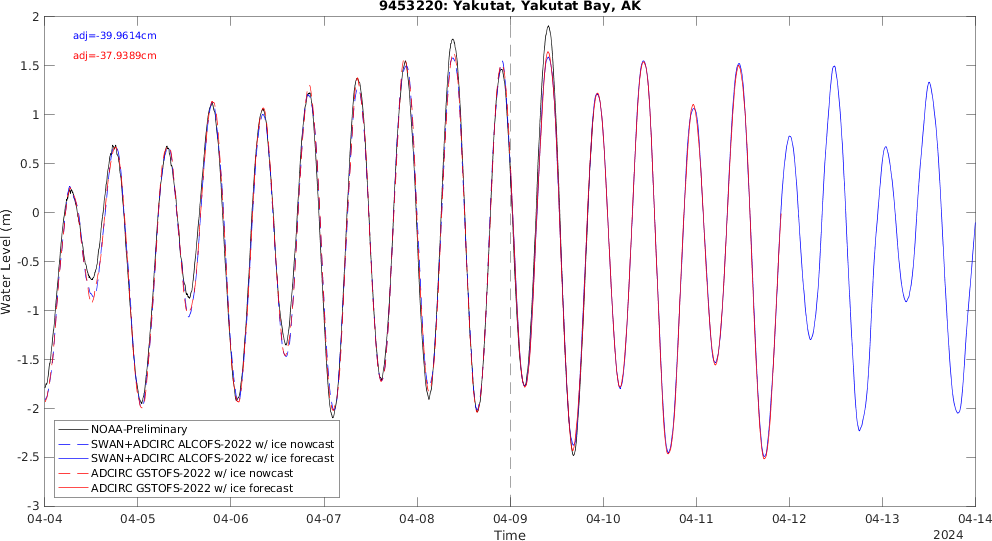 9453220: Yakutat, Yakutat Bay, AK
adj=-39.9614cm
adj=-37.9389cm
2
1.5
1
0.5
0
-0.5
-1
-1.5
-2
-2.5
-3
Water Level (m)
NOAA-Preliminary
SWAN+ADCIRC ALCOFS-2022 w/ ice nowcast
SWAN+ADCIRC ALCOFS-2022 w/ ice forecast
ADCIRC GSTOFS-2022 w/ ice nowcast
ADCIRC GSTOFS-2022 w/ ice forecast
04-04 04-05 04-06 04-07 04-08 04-09 04-10 04-11 04-12 04-13 04-14
Time
2024